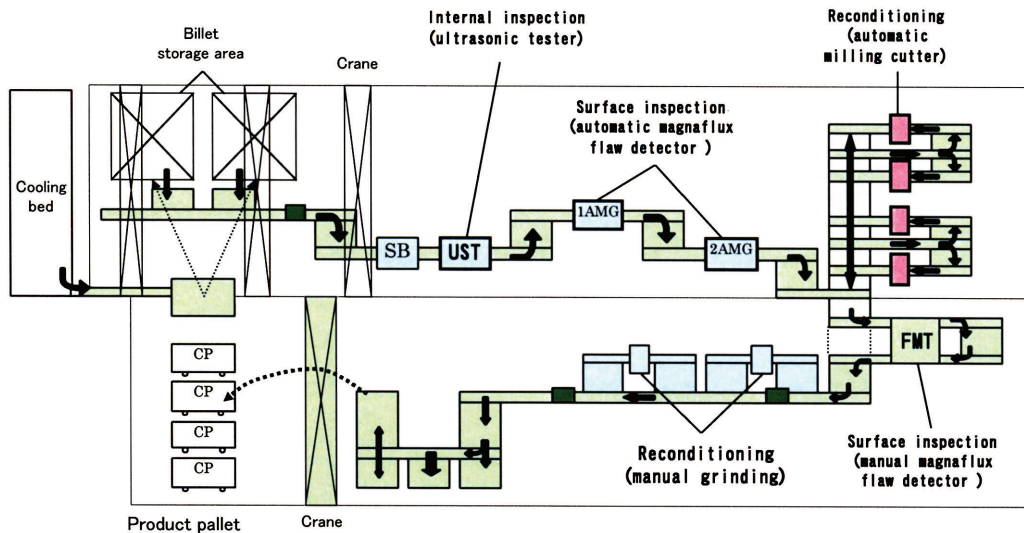 Internal inspection
(ultrasonic tester)
Reconditioning
(automatic
milling cutter)
Billet
storage area
Crane
Surface inspection
(automatic magnaflux
flaw detector )
Cooling
bed
1AMG
SB
UST
2AMG
FMT
CP
CP
CP
CP
Reconditioning
(manual grinding)
Surface inspection
(manual magnaflux
flaw detector)
Product pallet
Crane